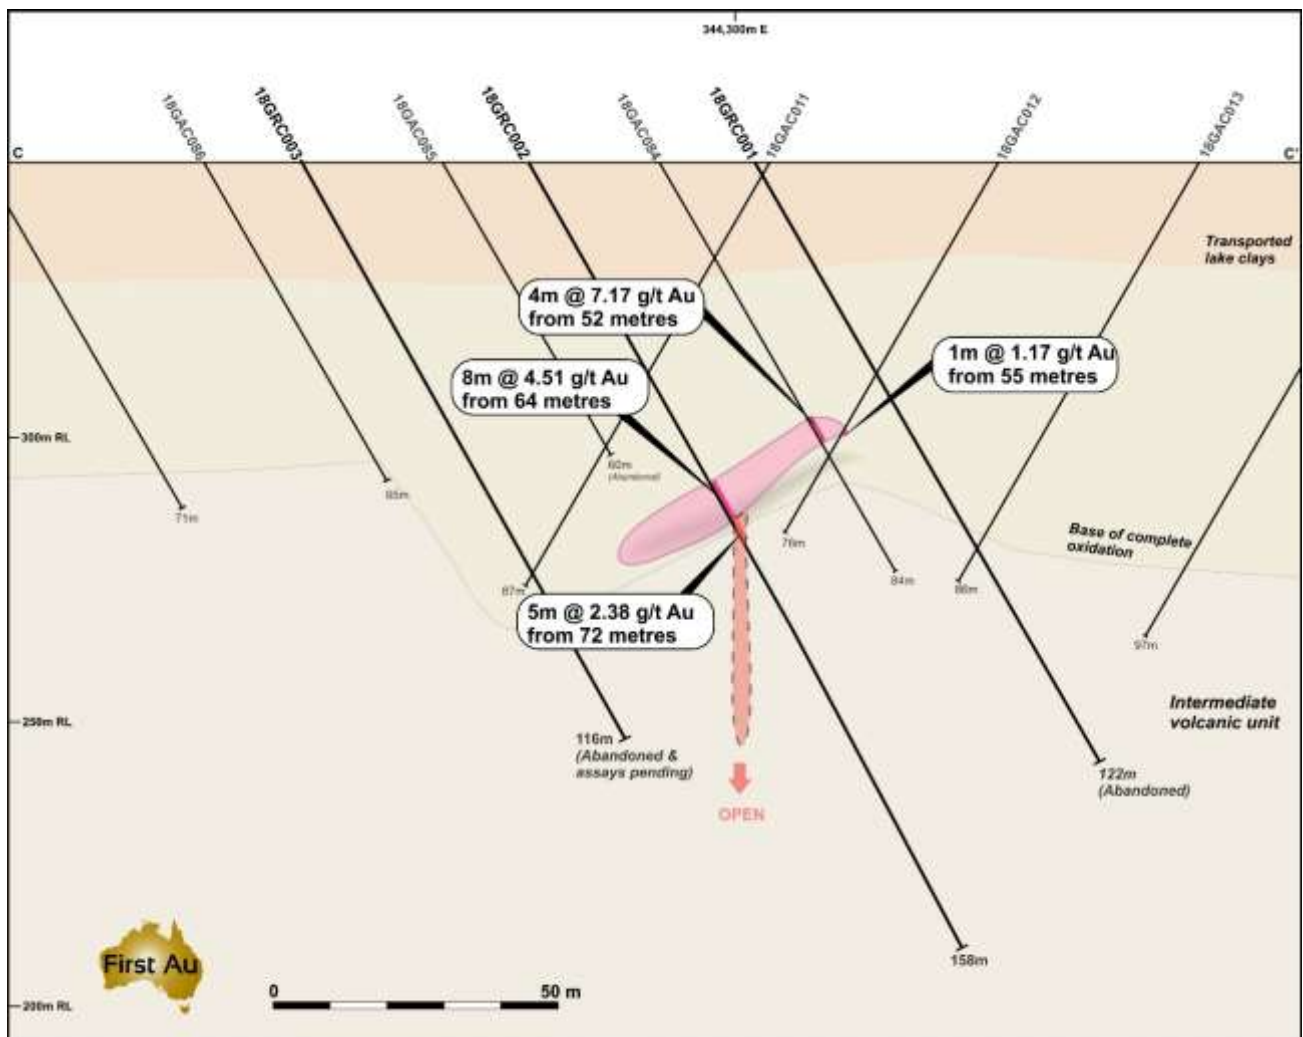 344,300m E
18GAC086
18GRC003
18GAC085
18GRC002
18GAC084
18GRC001
18GAC011
18GAC012
18GAC013
C
C'
Transported
lake clays
4m @ 7.17 g/t Au
from 52 metres
1m @ 1.17 g/t Au
from 55 metres
8m @ 4.51 g/t Au
from 64 metres
300m RL
60m
(Abandoned)
85m
71m
76m
Base of complete
oxidation
84m
86m
87m
5m @ 2.38 g/t Au
from 72 metres
97m
Intermediate
volcanic unit
250m RL
116m
(Abandoned &
assays pending)
122m
(Abandoned)
OPEN
158m
First Au
0
50 m
200m RL